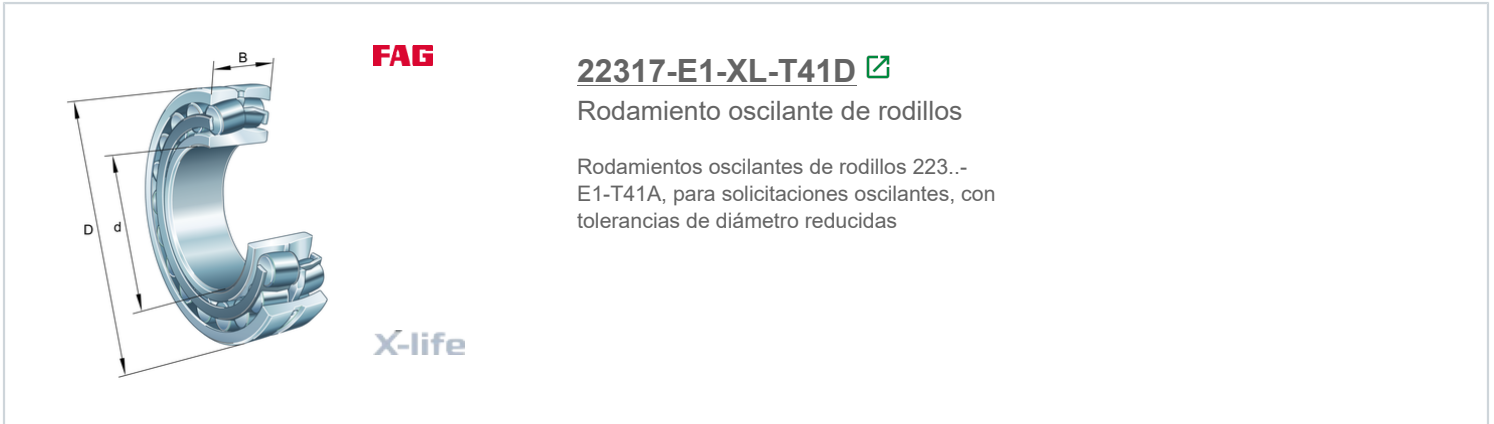 B
FAG
D
d
X-life
22317-E1-XL-T41D
Rodamiento oscilante de rodillos
Rodamientos oscilantes de rodillos 223..-
E1-T41A, para solicitaciones oscilantes, con
tolerancias de diámetro reducidas